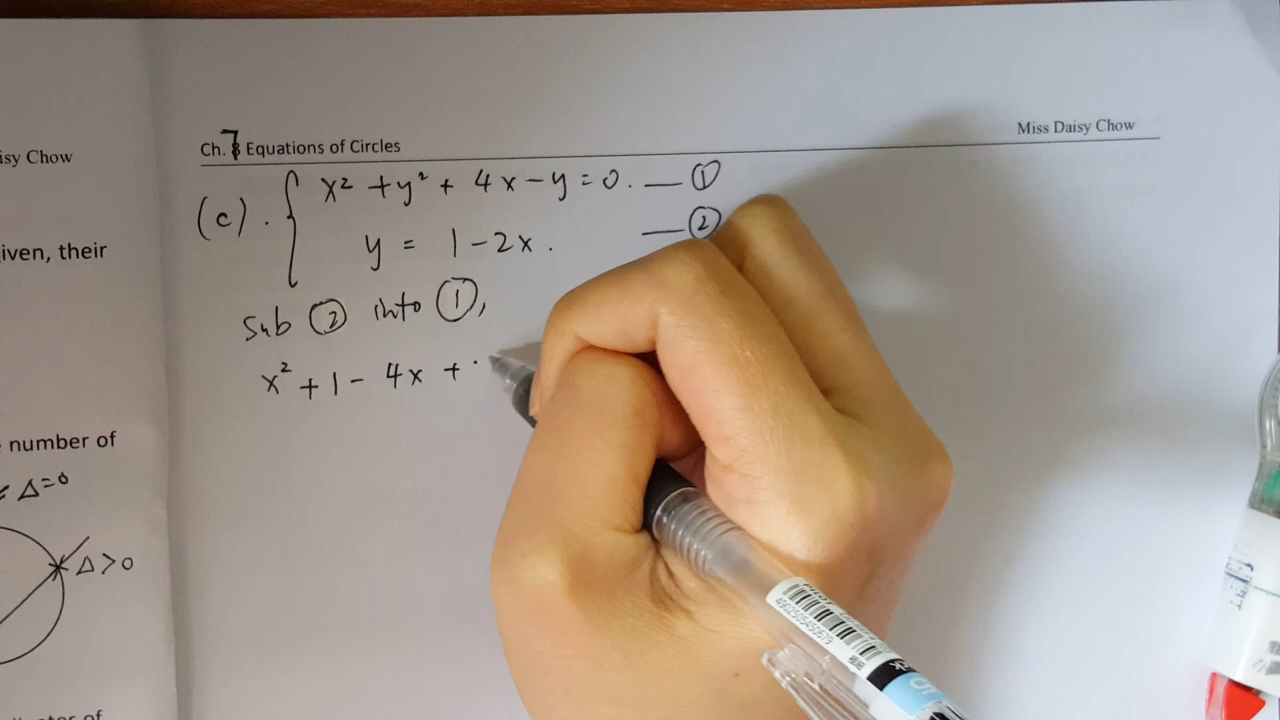 isy Chow
iven, their
number of
Δ=0
Δ>0
Ch. 7 Equations of Circles
Miss Daisy Chow
(c). x² + y² + 4x - y = 0. — ①
y = 1 - 2x. — ②
Sub ② into ①,
x² + 1 - 4x +